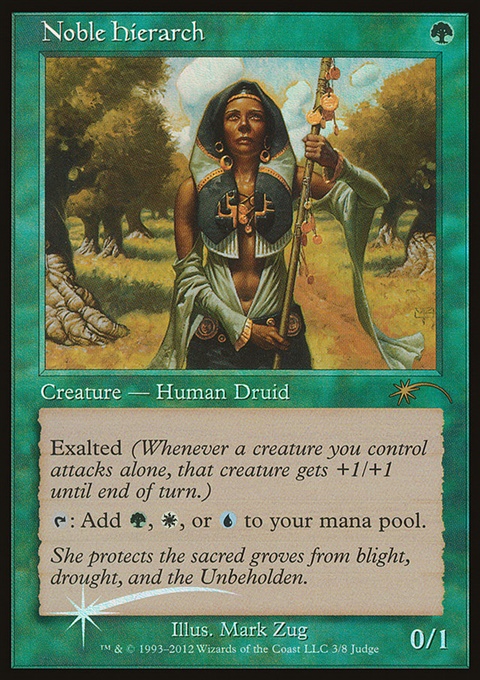 Noble Hierarch
Creature — Human Druid
Exalted (Whenever a creature you control
attacks alone, that creature gets +1/+1
until end of turn.)
: Add , , or to your mana pool.
She protects the sacred groves from blight,
drought, and the Unbeholden.
Illus. Mark Zug
™ & © 1993–2012 Wizards of the Coast LLC 3/8 Judge
0/1